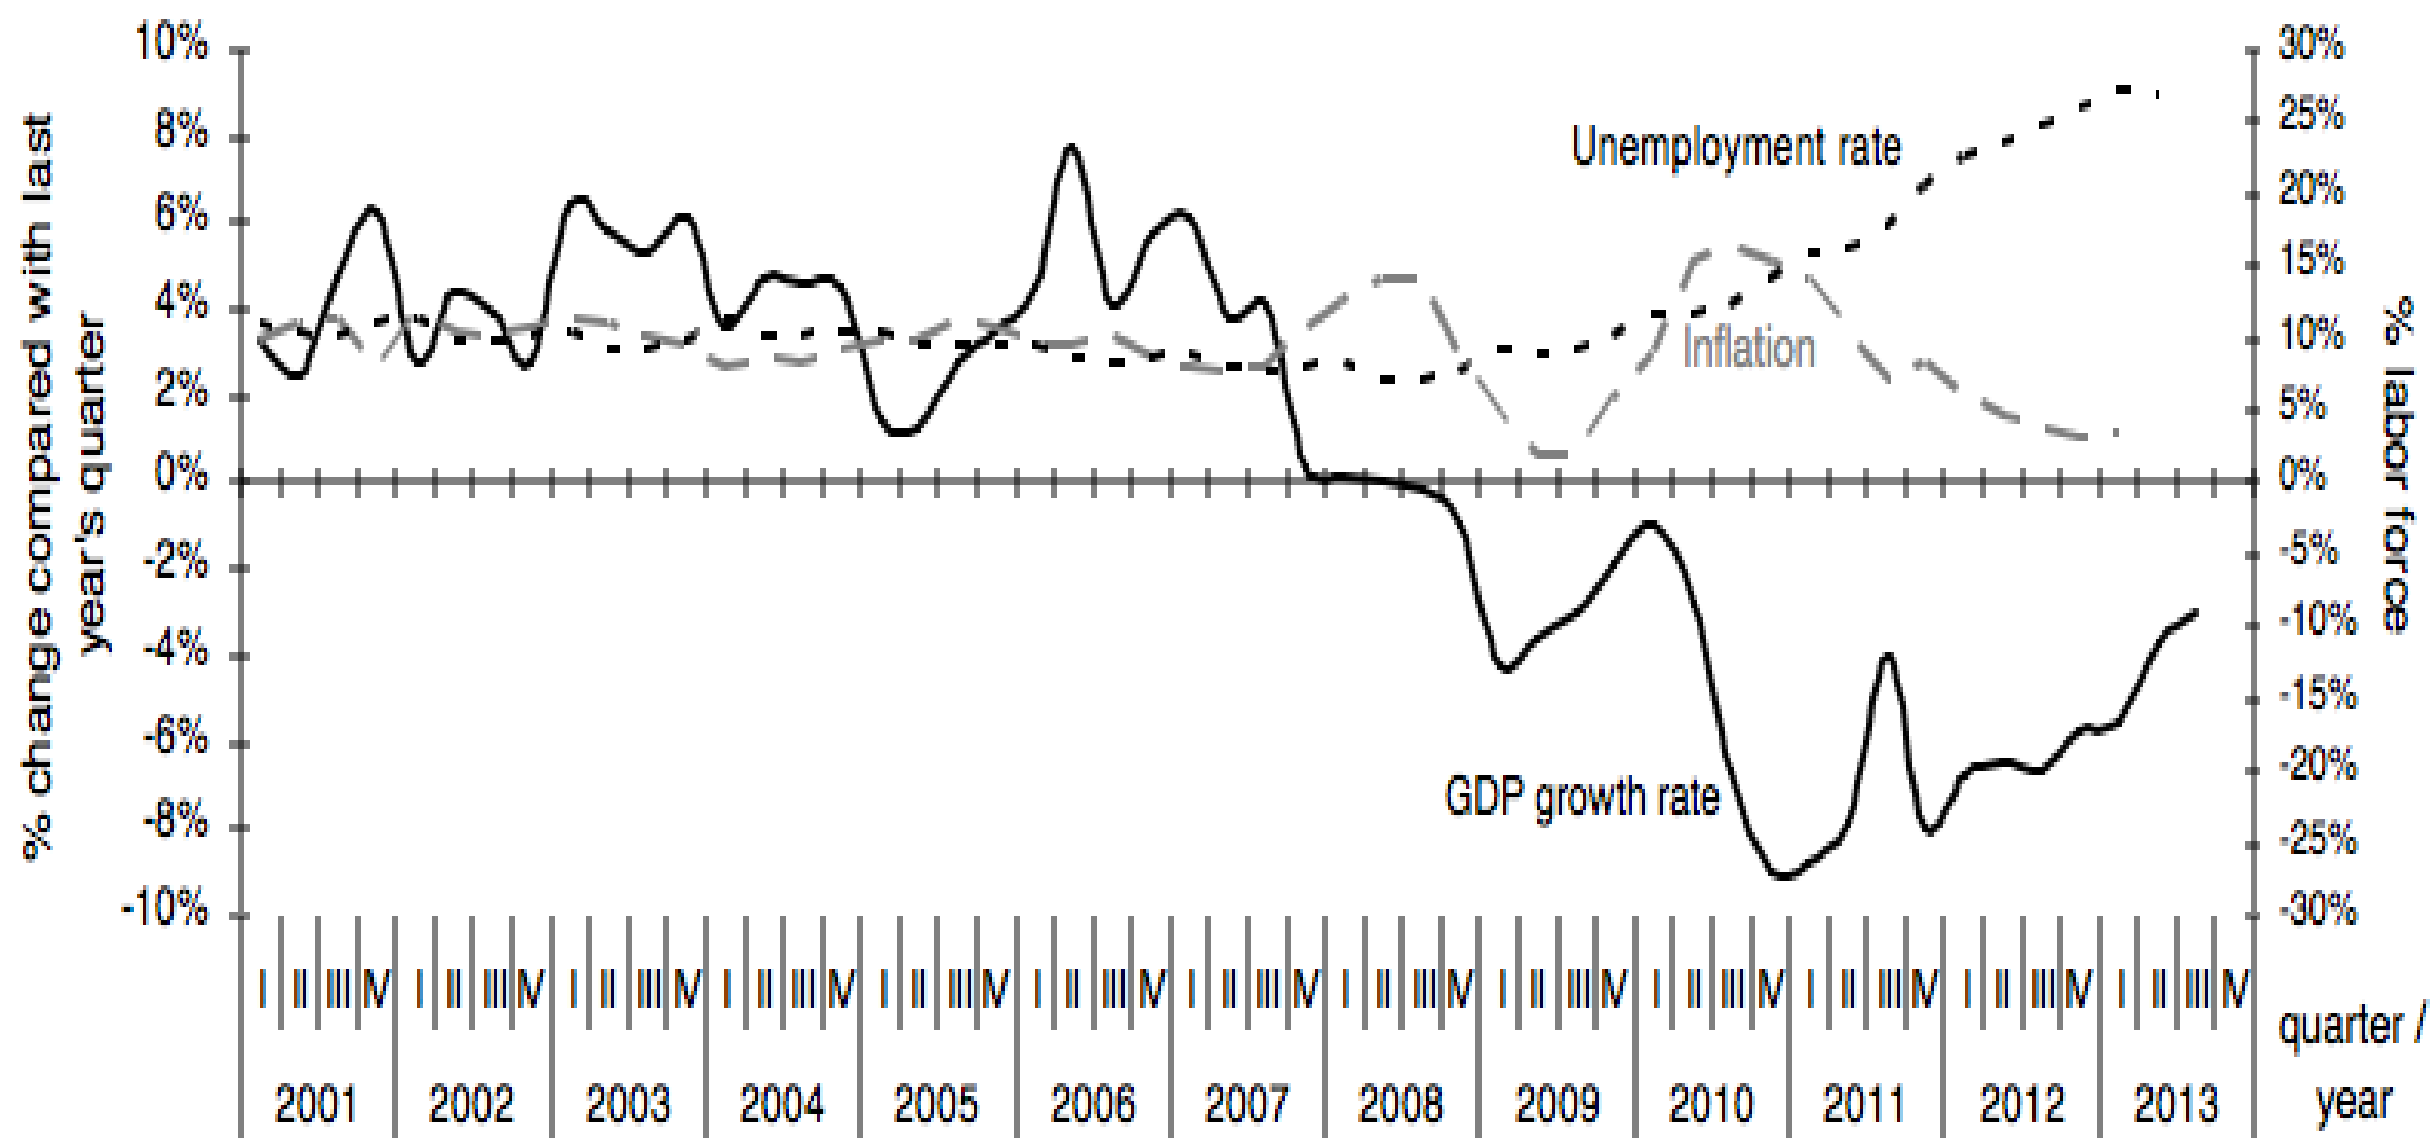 10%
8%
6%
4%
2%
0%
-2%
-4%
-6%
-8%
-10%
% change compared with last
year's quarter
30%
25%
20%
15%
10%
5%
0%
-5%
-10%
-15%
-20%
-25%
-30%
% labor force
Unemployment rate
Inflation
GDP growth rate
I II III IV I II III IV I II III IV I II III IV I II III IV I II III IV I II III IV I II III IV I II III IV I II III IV I II III IV I II III IV I II III IV
quarter /
2001 2002 2003 2004 2005 2006 2007 2008 2009 2010 2011 2012 2013 year